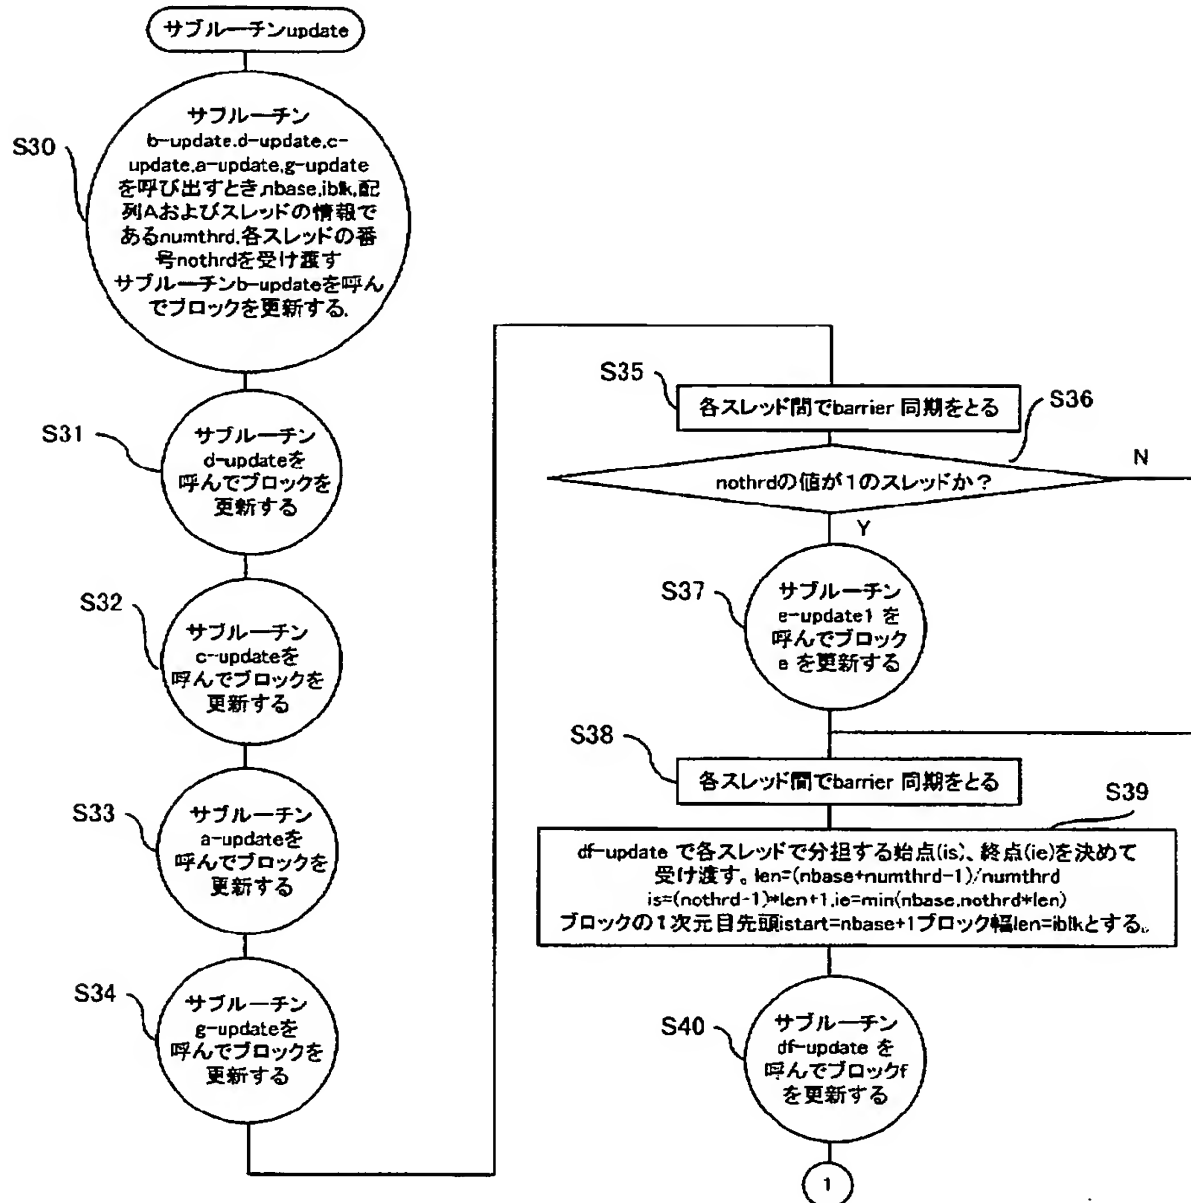 サブルーチンupdate
S30
サブルーチン
b-update,d-update,c-
update,a-update,g-update
を呼び出すとき,nbase,iblk,配
列Aおよびスレッドの情報で
あるnumthrd,各スレッドの番
号nothrdを受け渡す
サブルーチンb-updateを呼ん
でブロックを更新する.
S31
サブルーチン
d-updateを
呼んでブロックを
更新する
S32
サブルーチン
c-updateを
呼んでブロックを
更新する
S33
サブルーチン
a-updateを
呼んでブロックを
更新する
S34
サブルーチン
g-updateを
呼んでブロックを
更新する
S35
各スレッド間でbarrier 同期をとる
S36
nothrdの値が1のスレッドか?
N
Y
S37
サブルーチン
e-update1 を
呼んでブロック
e を更新する
S38
各スレッド間でbarrier 同期をとる
S39
df-update で各スレッドで分担する始点(is)、終点(ie)を決めて
受け渡す。len=(nbase+numthrd-1)/numthrd
is=(nothrd-1)*len+1,ie=min(nbase,nothrd*len)
ブロックの1次元目先頭istart=nbase+1ブロック幅len=iblkとする。
S40
サブルーチン
df-update を
呼んでブロックf
を更新する
1